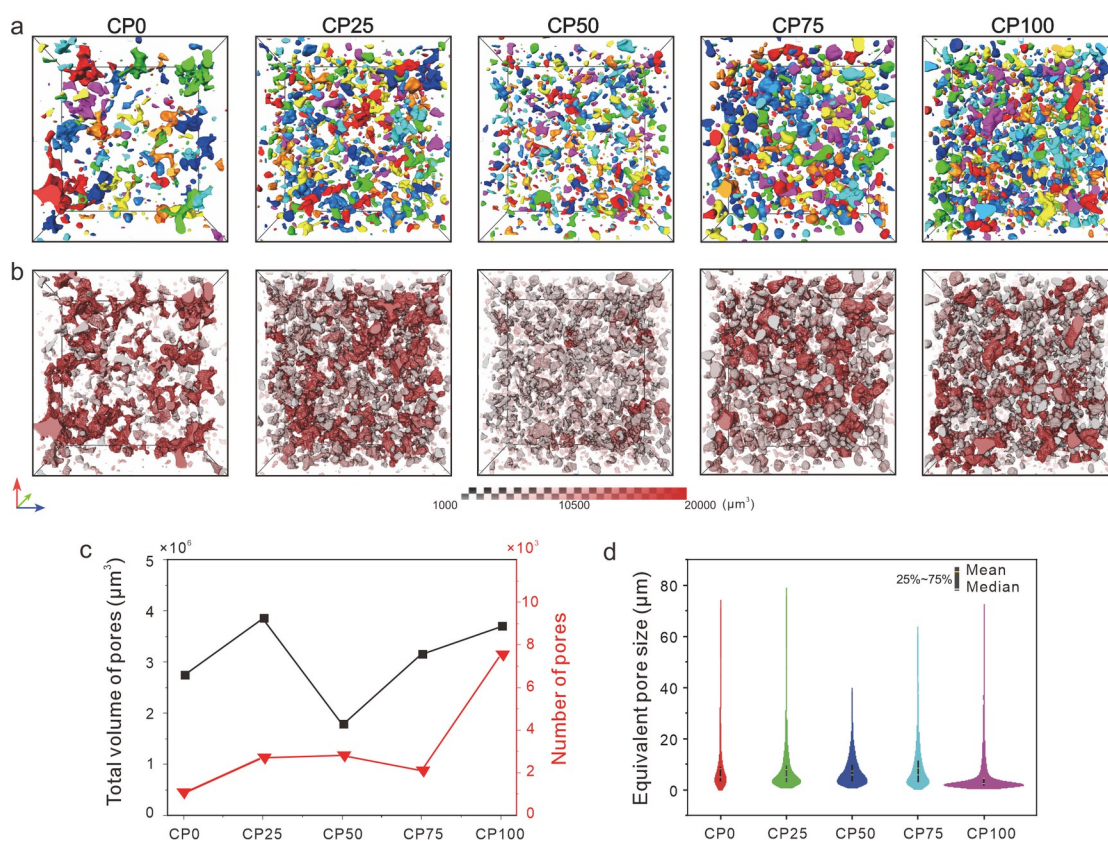 a
CP0 CP25 CP50 CP75 CP100
b
1000 10500 20000 (μm³)
c
×10⁶ ×10³
Total volume of pores (μm³)
5
4
3
2
1
0
Number of pores
12
10
8
6
4
2
0
CP0 CP25 CP50 CP75 CP100
d
Equivalent pore size (μm)
80
60
40
20
0
25%~75%
Mean
Median
CP0 CP25 CP50 CP75 CP100